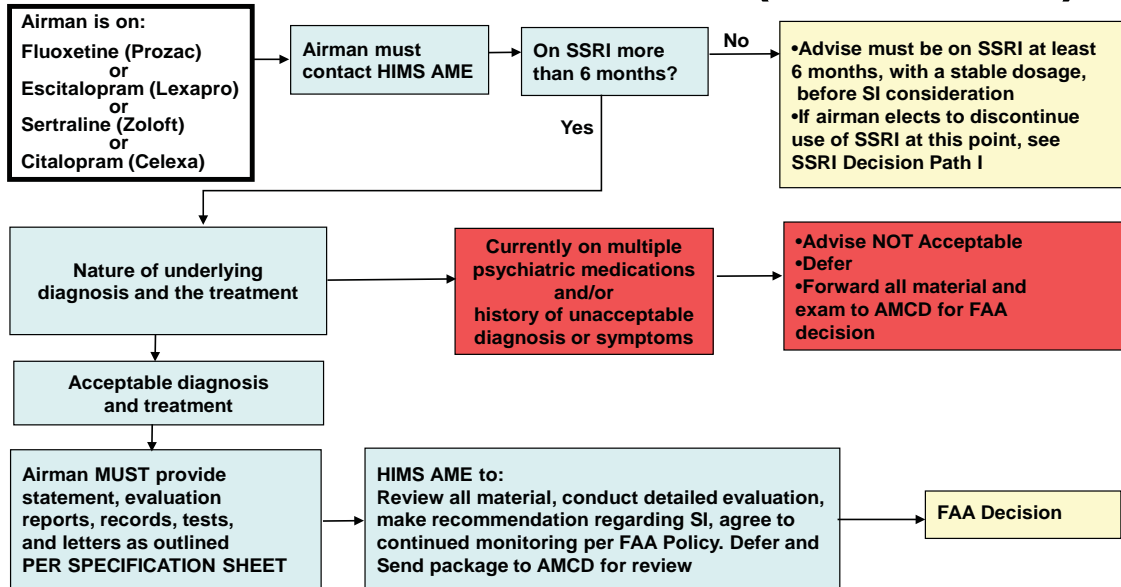 Airman is on:
Fluoxetine (Prozac)
or
Escitalopram (Lexapro)
or
Sertraline (Zoloft)
or
Citalopram (Celexa)
Airman must
contact HIMS AME
On SSRI more
than 6 months?
No
•Advise must be on SSRI at least
6 months, with a stable dosage,
before SI consideration
•If airman elects to discontinue
use of SSRI at this point, see
SSRI Decision Path I
Yes
Nature of underlying
diagnosis and the treatment
Currently on multiple
psychiatric medications
and/or
history of unacceptable
diagnosis or symptoms
•Advise NOT Acceptable
•Defer
•Forward all material and
exam to AMCD for FAA
decision
Acceptable diagnosis
and treatment
Airman MUST provide
statement, evaluation
reports, records, tests,
and letters as outlined
PER SPECIFICATION SHEET
HIMS AME to:
Review all material, conduct detailed evaluation,
make recommendation regarding SI, agree to
continued monitoring per FAA Policy. Defer and
Send package to AMCD for review
FAA Decision